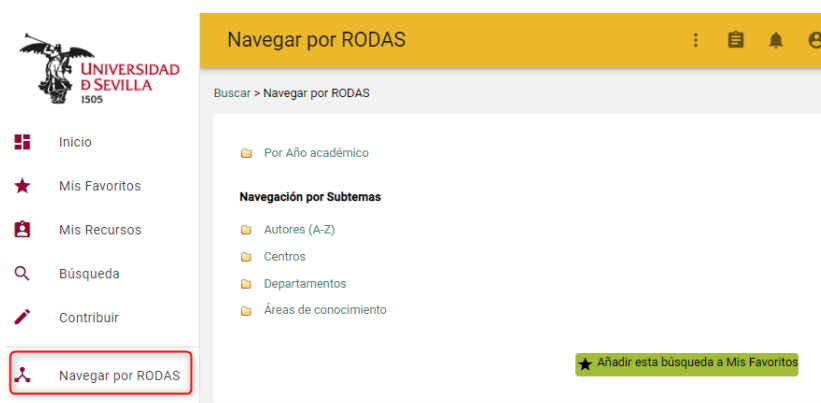 UNIVERSIDAD
Ð SEVILLA
1505
Inicio
Mis Favoritos
Mis Recursos
Búsqueda
Contribuir
Navegar por RODAS
Navegar por RODAS
Buscar > Navegar por RODAS
Por Año académico
Navegación por Subtemas
Autores (A-Z)
Centros
Departamentos
Áreas de conocimiento
Añadir esta búsqueda a Mis Favoritos